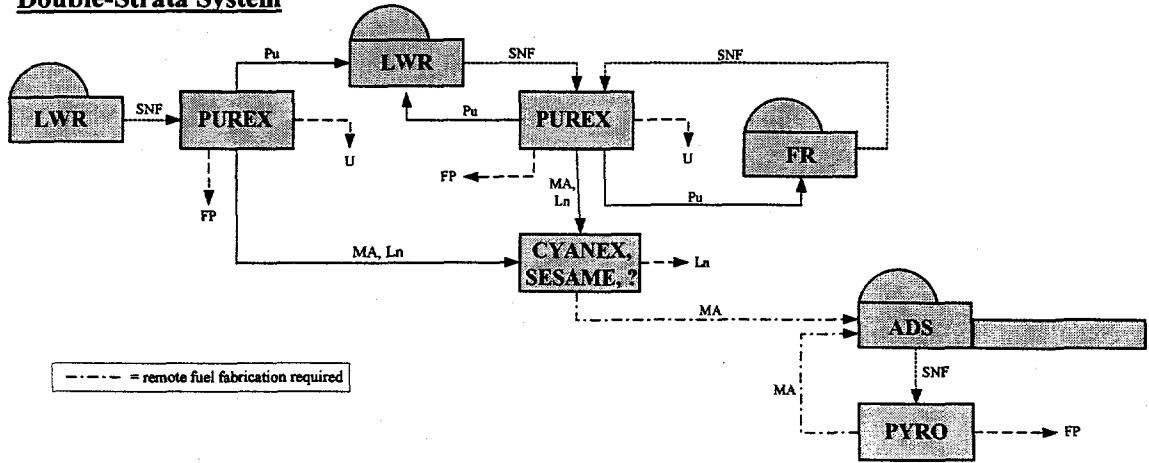 Double-Strata System
Pu
LWR
SNF
SNF
LWR
SNF
PUREX
Pu
PUREX
U
U
FR
FP
FP
MA,
Ln
Pu
MA, Ln
CYANEX,
SESAME, ?
Ln
MA
ADS
= remote fuel fabrication required
MA
SNF
PYRO
FP